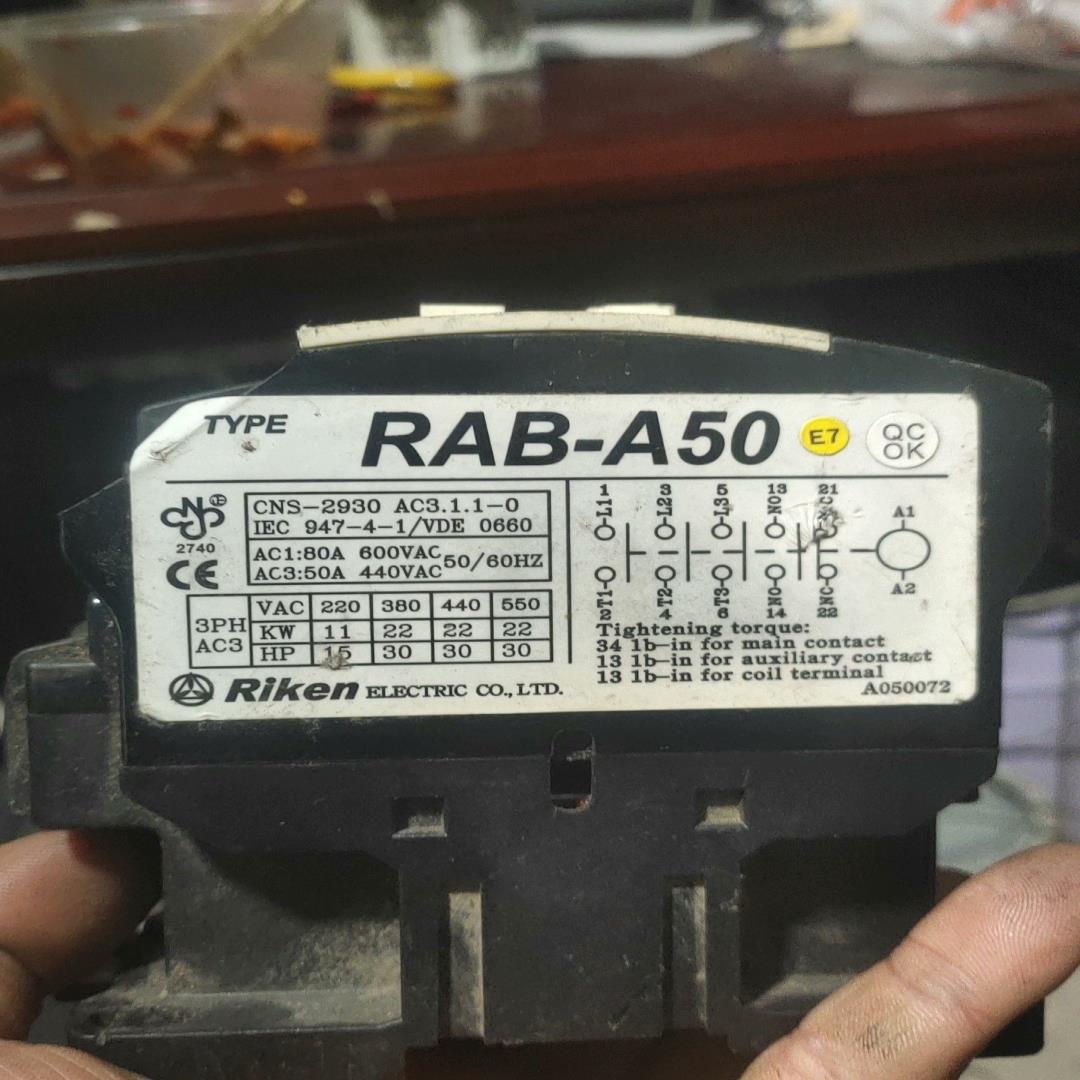 TYPE RAB-A50 E7 QC OK
CNS-2930 AC3.1.1-0
IEC 947-4-1/VDE 0660
AC1:80A 600VAC 50/60HZ
AC3:50A 440VAC
2740
CE
3PH AC3
VAC 220 380 440 550
KW 11 22 22 22
HP 15 30 30 30
Riken ELECTRIC CO., LTD.
1 3 5 13 21
L1 L2 L3 NO NC A1
T1 T2 T3 NO NC A2
2 4 6 14 22
Tightening torque:
34 lb-in for main contact
13 lb-in for auxiliary contact
13 lb-in for coil terminal
A050072